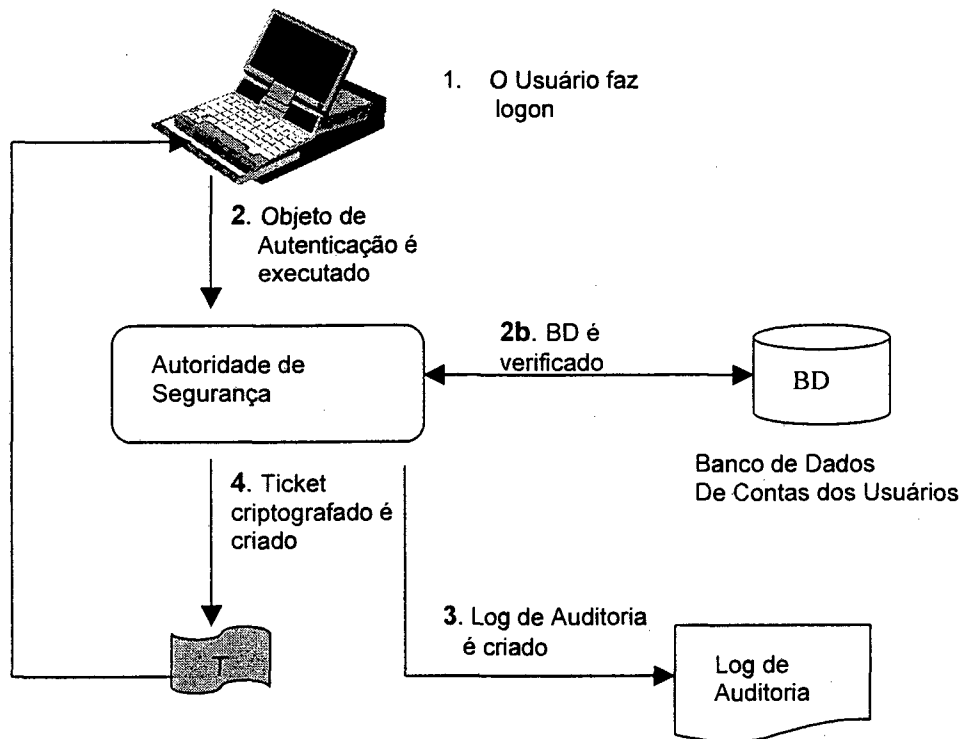 1. O Usuário faz
logon
2. Objeto de
Autenticação é
executado
Autoridade de
Segurança
2b. BD é
verificado
BD
Banco de Dados
De Contas dos Usuários
4. Ticket
criptografado é
criado
T
3. Log de Auditoria
é criado
Log de
Auditoria